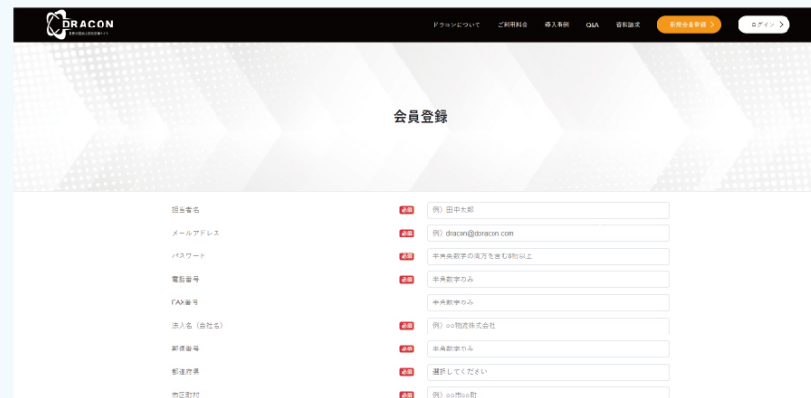 DRACON
ドラコンについて ご利用料金 導入事例 Q&A 資料請求 新規会員登録 ログイン
会員登録
担当者名 必須 例）田中太郎
メールアドレス 必須 例）dracon@doracon.com
パスワード 必須 半角英数字の両方を含む8桁以上
電話番号 必須 半角数字のみ
FAX番号 半角数字のみ
法人名（会社名） 必須 例）○○物流株式会社
郵便番号 必須 半角数字のみ
都道府県 必須 選択してください
市区町村 必須 例）○○市○○町